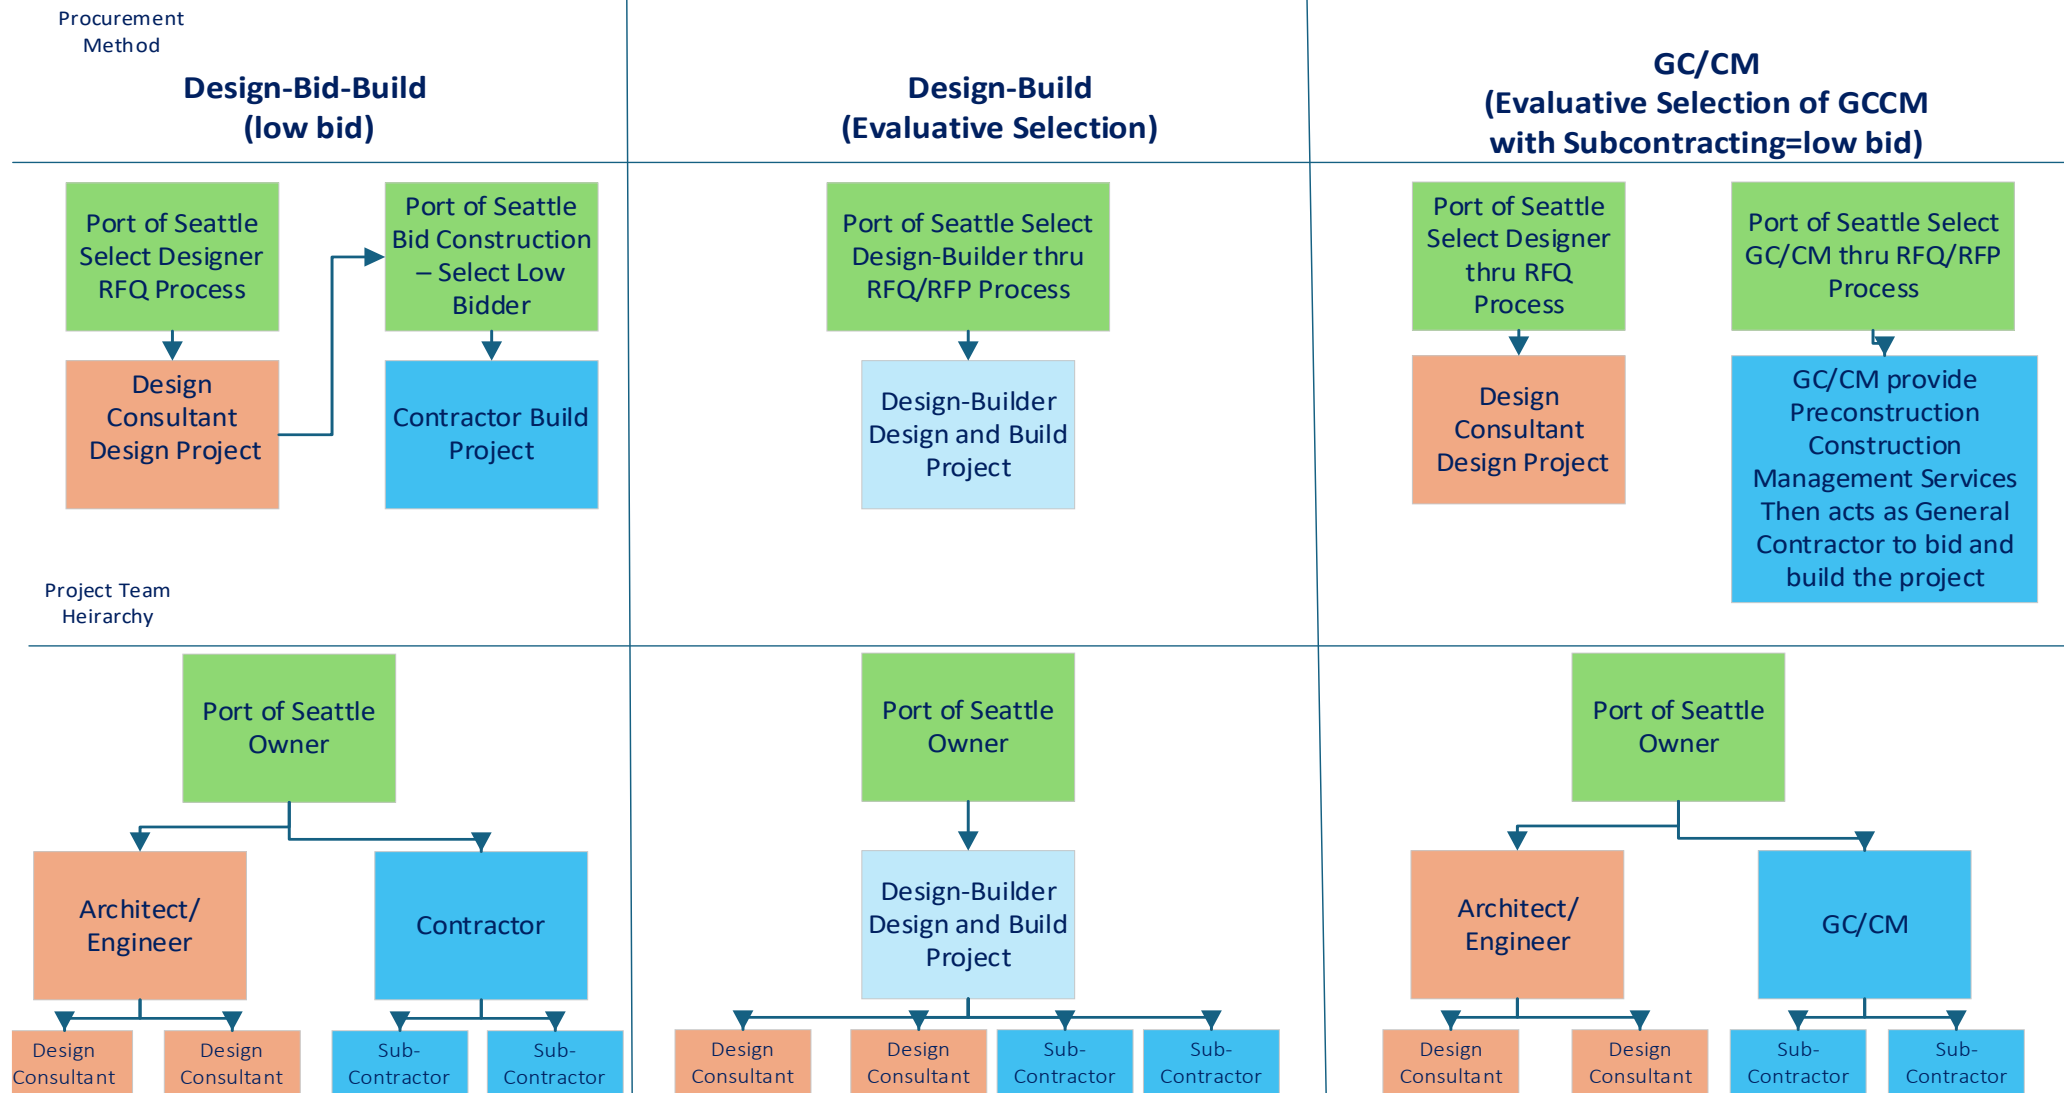 Procurement
Method
Design-Bid-Build
(low bid)
Design-Build
(Evaluative Selection)
GC/CM
(Evaluative Selection of GCCM
with Subcontracting=low bid)
Port of Seattle
Select Designer
RFQ Process
Port of Seattle
Bid Construction
– Select Low
Bidder
Design
Consultant
Design Project
Contractor Build
Project
Port of Seattle Select
Design-Builder thru
RFQ/RFP Process
Design-Builder
Design and Build
Project
Port of Seattle
Select Designer
thru RFQ
Process
Port of Seattle Select
GC/CM thru RFQ/RFP
Process
Design
Consultant
Design Project
GC/CM provide
Preconstruction
Construction
Management Services
Then acts as General
Contractor to bid and
build the project
Project Team
Heirarchy
Port of Seattle
Owner
Architect/
Engineer
Contractor
Design
Consultant
Design
Consultant
Sub-
Contractor
Sub-
Contractor
Port of Seattle
Owner
Design-Builder
Design and Build
Project
Design
Consultant
Design
Consultant
Sub-
Contractor
Sub-
Contractor
Port of Seattle
Owner
Architect/
Engineer
GC/CM
Design
Consultant
Design
Consultant
Sub-
Contractor
Sub-
Contractor